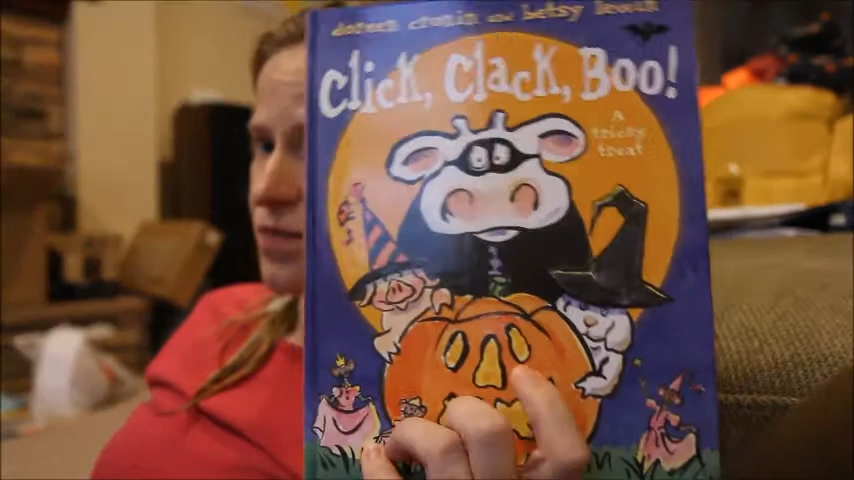 doreen cronin and betsy lewin
Click, Clack, Boo!
A
tricky
treat